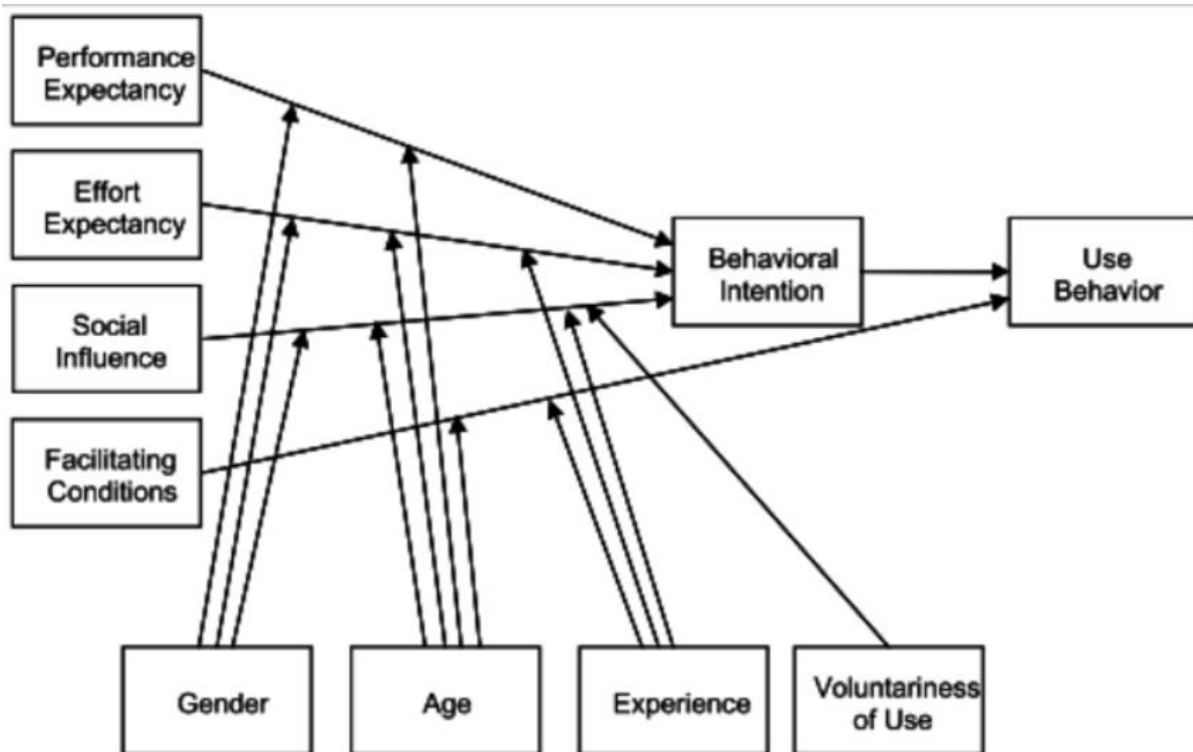 Performance
Expectancy
Effort
Expectancy
Social
Influence
Facilitating
Conditions
Behavioral
Intention
Use
Behavior
Gender
Age
Experience
Voluntariness
of Use